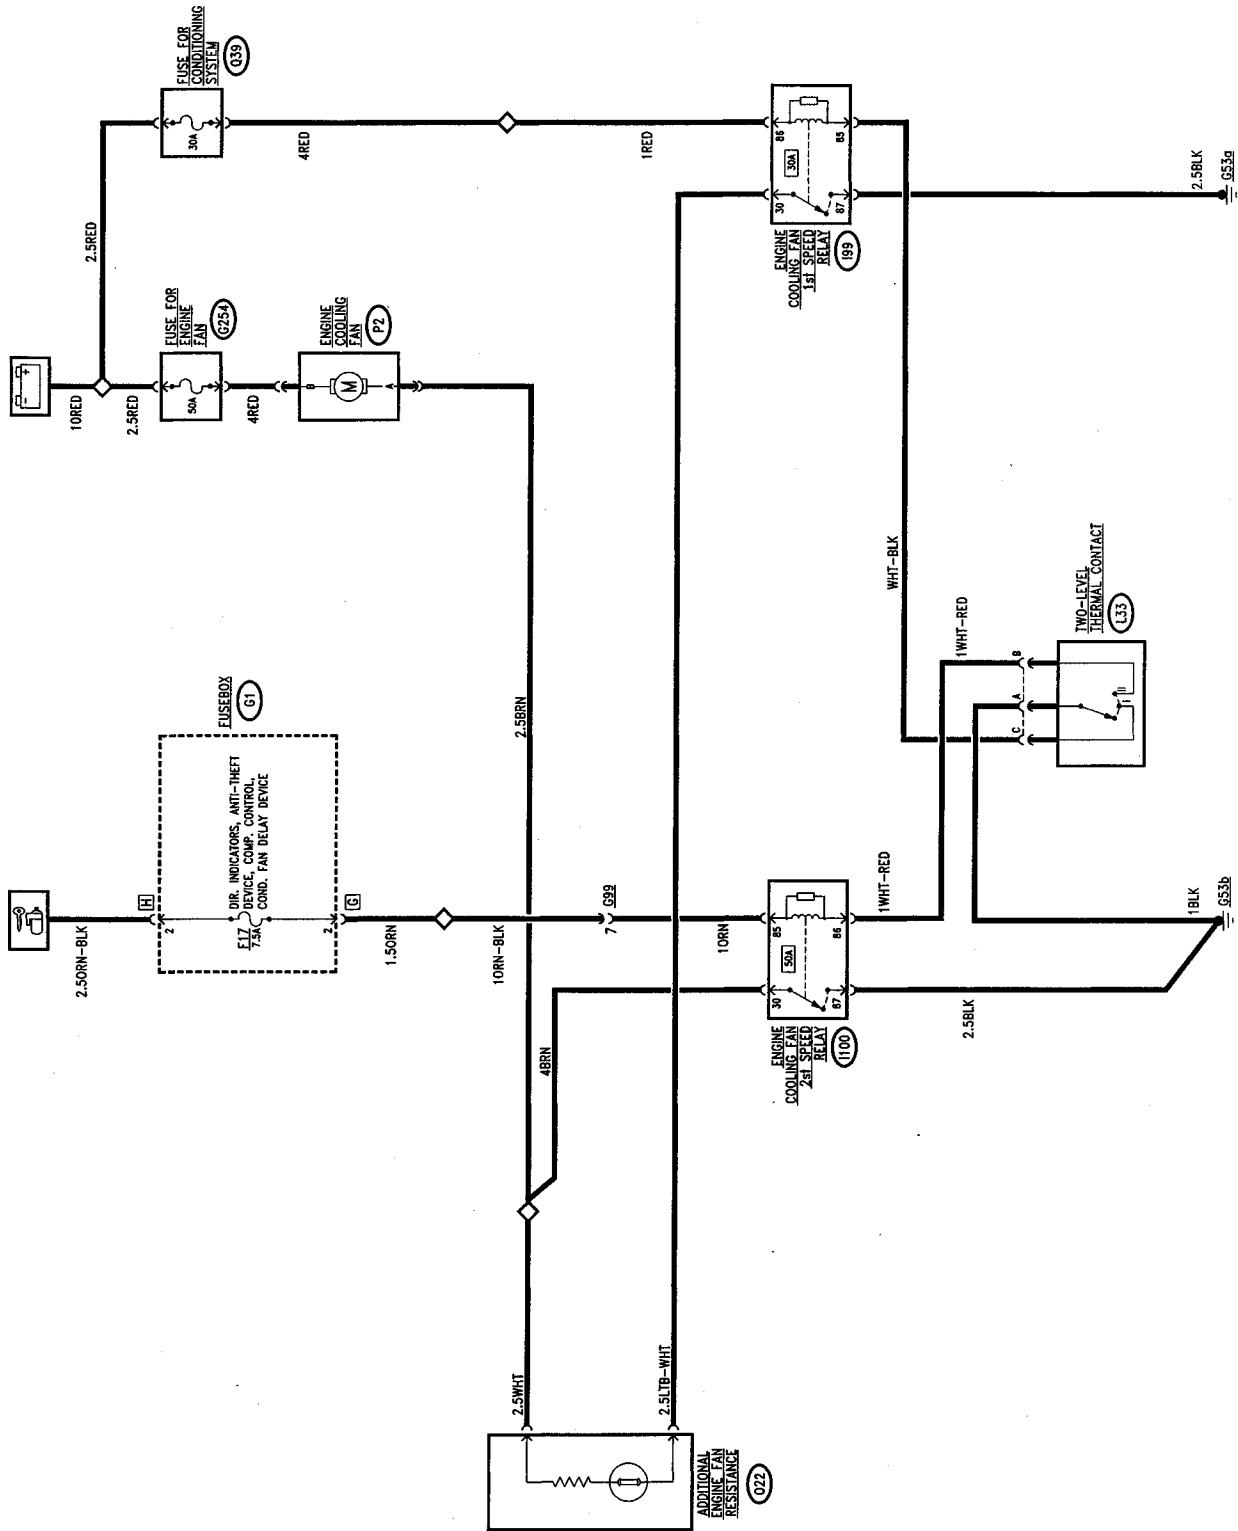 FUSE FOR
CONDITIONING
SYSTEM
Q39
30A
2.5RED
4RED
1RED
86
85
30A
30
87
ENGINE
COOLING FAN
1st SPEED
RELAY
I99
2.5BLK
G53a
10RED
2.5RED
FUSE FOR
ENGINE
FAN
G254
50A
4RED
ENGINE
COOLING
FAN
P2
B
M
A
2.5BRN
WHT-BLK
TWO-LEVEL
THERMAL CONTACT
L33
1WHT-RED
B
A
C
II
I
FUSEBOX
G1
DIR. INDICATORS, ANTI-THEFT
DEVICE, COMP. CONTROL,
COND. FAN DELAY DEVICE
F17
7.5A
H
2
2
G
2.5ORN-BLK
1.5ORN
1ORN-BLK
7
G99
1ORN
85
86
50A
30
87
ENGINE
COOLING FAN
2st SPEED
RELAY
I100
1WHT-RED
1BLK
G53b
2.5BLK
4BRN
2.5WHT
2.5LTB-WHT
ADDITIONAL
ENGINE FAN
RESISTANCE
O22